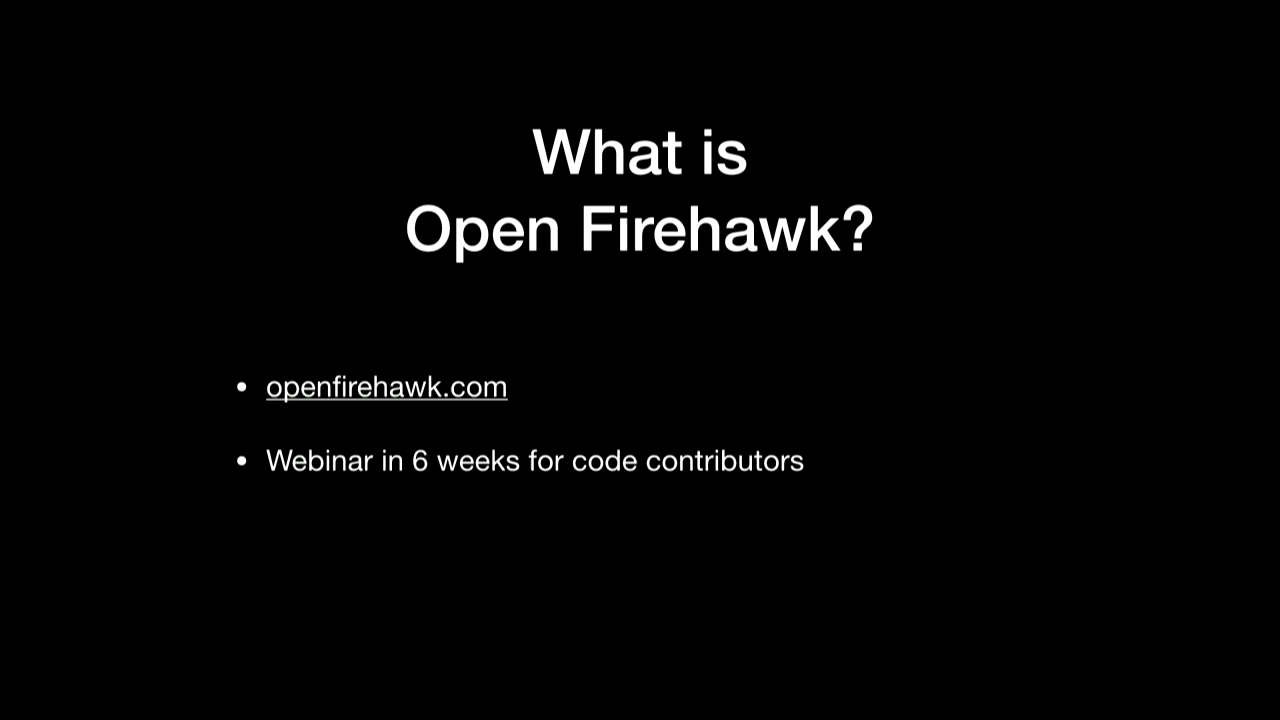 What is
Open Firehawk?
• openfirehawk.com
• Webinar in 6 weeks for code contributors